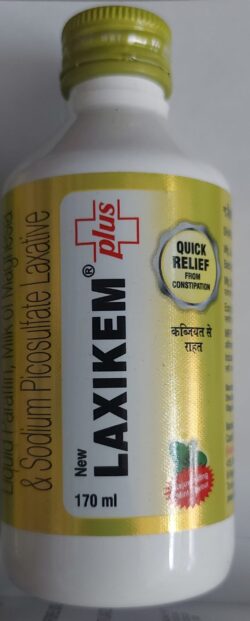 Liquid Paraffin, Milk of Magnesia
& Sodium Picosulfate Laxative
New
LAXIKEM®
plus
170 ml
QUICK
RELIEF
FROM
CONSTIPATION
कब्जियत से
राहत